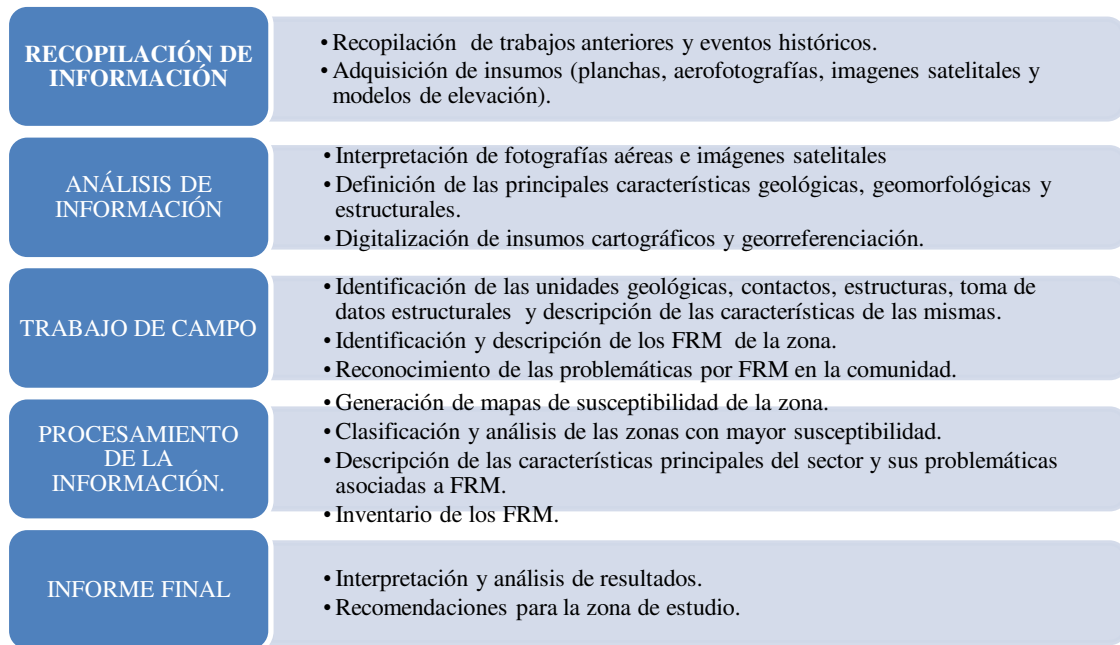 RECOPILACIÓN DE
INFORMACIÓN
• Recopilación de trabajos anteriores y eventos históricos.
• Adquisición de insumos (planchas, aerofotografías, imagenes satelitales y
modelos de elevación).
ANÁLISIS DE
INFORMACIÓN
• Interpretación de fotografías aéreas e imágenes satelitales
• Definición de las principales características geológicas, geomorfológicas y
estructurales.
• Digitalización de insumos cartográficos y georreferenciación.
TRABAJO DE CAMPO
• Identificación de las unidades geológicas, contactos, estructuras, toma de
datos estructurales y descripción de las características de las mismas.
• Identificación y descripción de los FRM de la zona.
• Reconocimiento de las problemáticas por FRM en la comunidad.
PROCESAMIENTO
DE LA
INFORMACIÓN.
• Generación de mapas de susceptibilidad de la zona.
• Clasificación y análisis de las zonas con mayor susceptibilidad.
• Descripción de las características principales del sector y sus problemáticas
asociadas a FRM.
• Inventario de los FRM.
INFORME FINAL
• Interpretación y análisis de resultados.
• Recomendaciones para la zona de estudio.